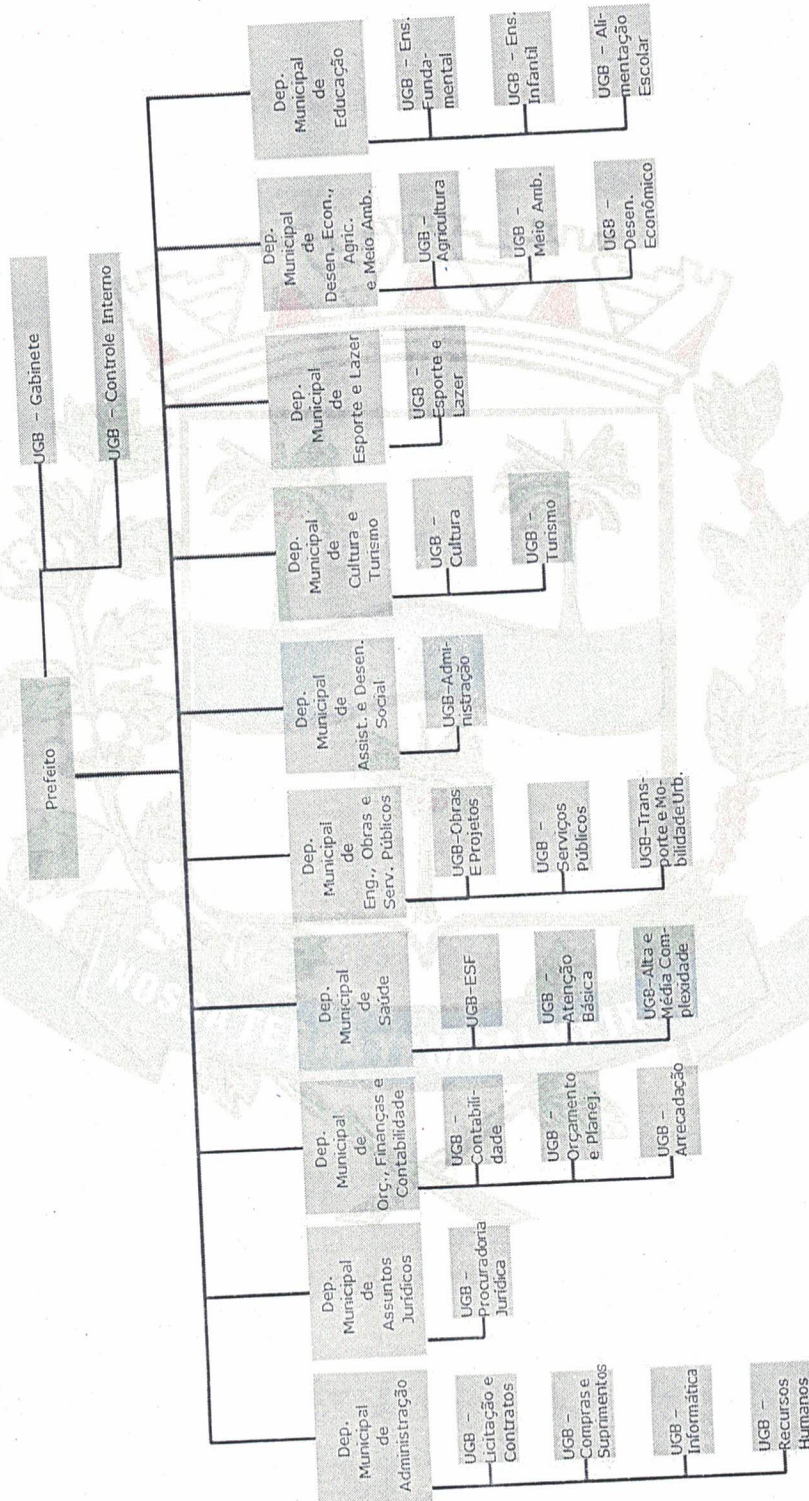 Prefeito
UGB - Gabinete
UGB - Controle Interno
Dep.
Municipal
de
Administração
UGB -
Licitação e
Contratos
UGB -
Compras e
Suprimentos
UGB -
Informática
UGB -
Recursos
Humanos
Dep.
Municipal
de
Assuntos
Jurídicos
UGB -
Procuradoria
Jurídica
Dep.
Municipal
de
Orç., Finanças e
Contabilidade
UGB -
Contabili-
dade
UGB -
Orçamento
e Planej.
UGB -
Arrecadação
Dep.
Municipal
de
Saúde
UGB-ESF
UGB -
Atenção
Básica
UGB-Alta e
Média Com-
plexidade
Dep.
Municipal
de
Eng., Obras e
Serv. Públicos
UGB-Obras
E Projetos
UGB -
Serviços
Públicos
UGB-Trans-
porte e Mo-
bilidade Urb.
Dep.
Municipal
de
Assist. e Desen.
Social
UGB-Admi-
nistração
Dep.
Municipal
de
Cultura e
Turismo
UGB -
Cultura
UGB -
Turismo
Dep.
Municipal
de
Esporte e Lazer
UGB -
Esporte e
Lazer
Dep.
Municipal
de
Desen. Econ.,
Agric.
e Meio Amb.
UGB -
- Agricultura
UGB -
Meio Amb.
UGB -
Desen.
Econômico
Dep.
Municipal
de
Educação
UGB - Ens.
Funda-
mental
UGB - Ens.
Infantil
UGB - Ali-
mentação
Escolar